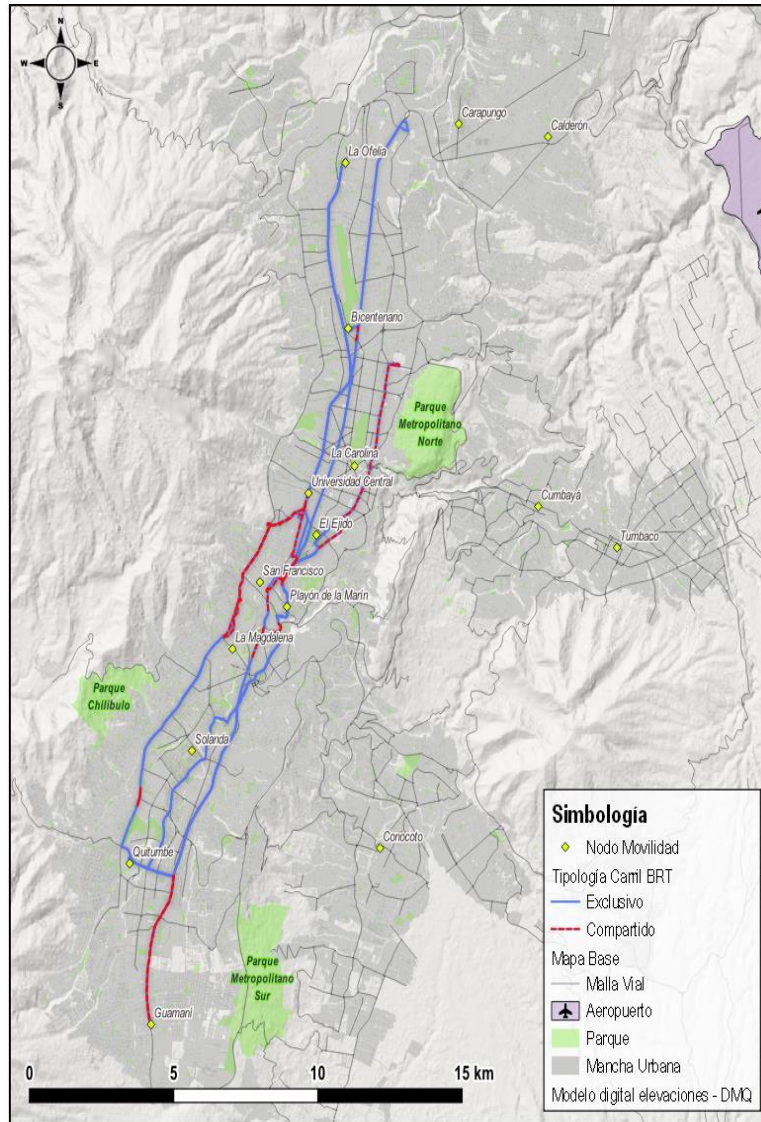 N
W
E
S
Carapungo
Calderón
La Ofelia
Bicentenario
Parque
Metropolitano
Norte
La Carolina
Universidad Central
Cumbayá
El Ejido
Tumbaco
San Francisco
Playón de la Marín
La Magdalena
Parque
Chilibulo
Solanda
Conocoto
Quitumbe
Parque
Metropolitano
Sur
Guamaní
0 5 10 15 km
Simbología
Nodo Movilidad
Tipología Carril BRT
Exclusivo
Compartido
Mapa Base
Malla Vial
Aeropuerto
Parque
Mancha Urbana
Modelo digital elevaciones - DMQ